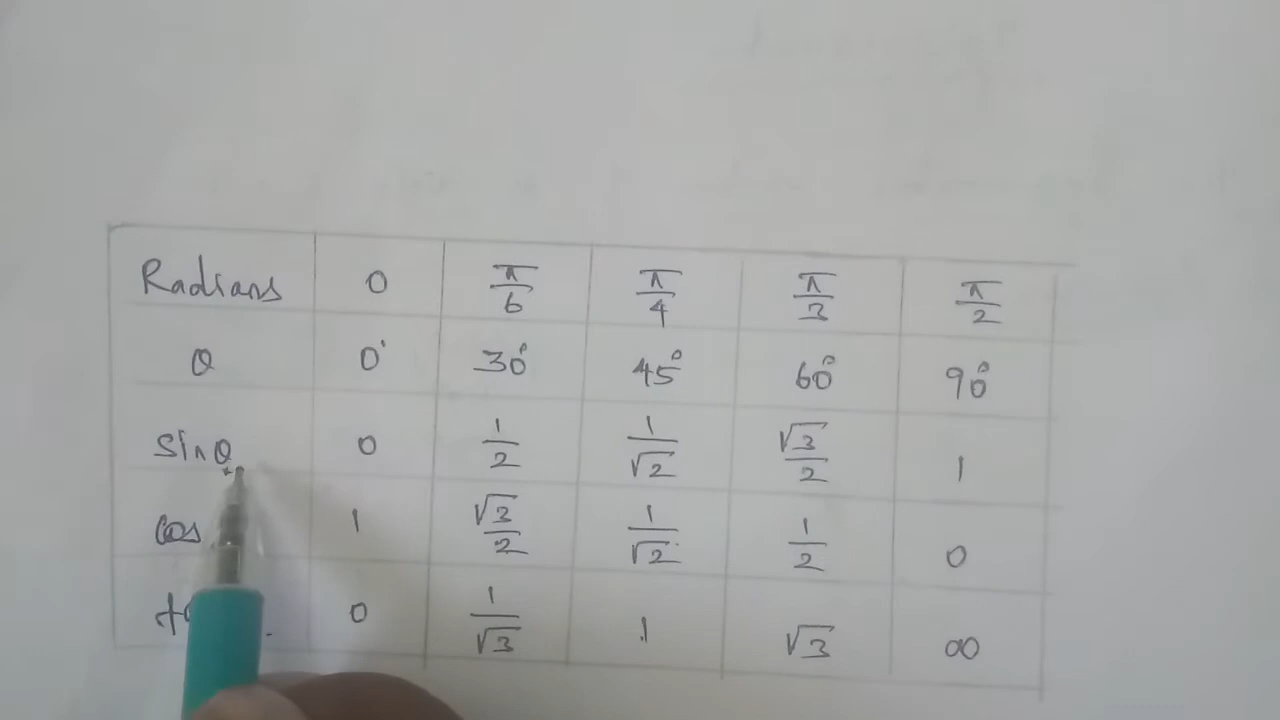 Radians 0 π/6 π/4 π/3 π/2
θ 0° 30° 45° 60° 90°
sinθ 0 1/2 1/√2 √3/2 1
cos 1 √3/2 1/√2 1/2 0
0 1/√3 1 √3 ∞